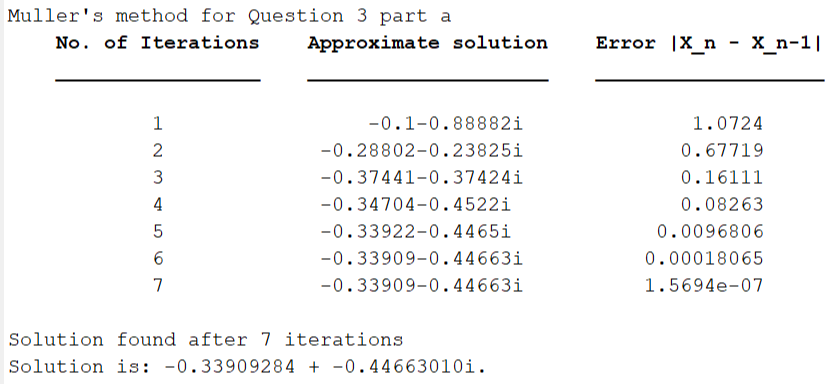 Muller's method for Question 3 part a
No. of Iterations    Approximate solution    Error |X_n - X_n-1|
1    -0.1-0.88882i    1.0724
2    -0.28802-0.23825i    0.67719
3    -0.37441-0.37424i    0.16111
4    -0.34704-0.4522i    0.08263
5    -0.33922-0.4465i    0.0096806
6    -0.33909-0.44663i    0.00018065
7    -0.33909-0.44663i    1.5694e-07
Solution found after 7 iterations
Solution is: -0.33909284 + -0.44663010i.